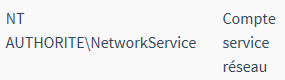 NT
AUTHORITE\NetworkService
Compte
service
réseau